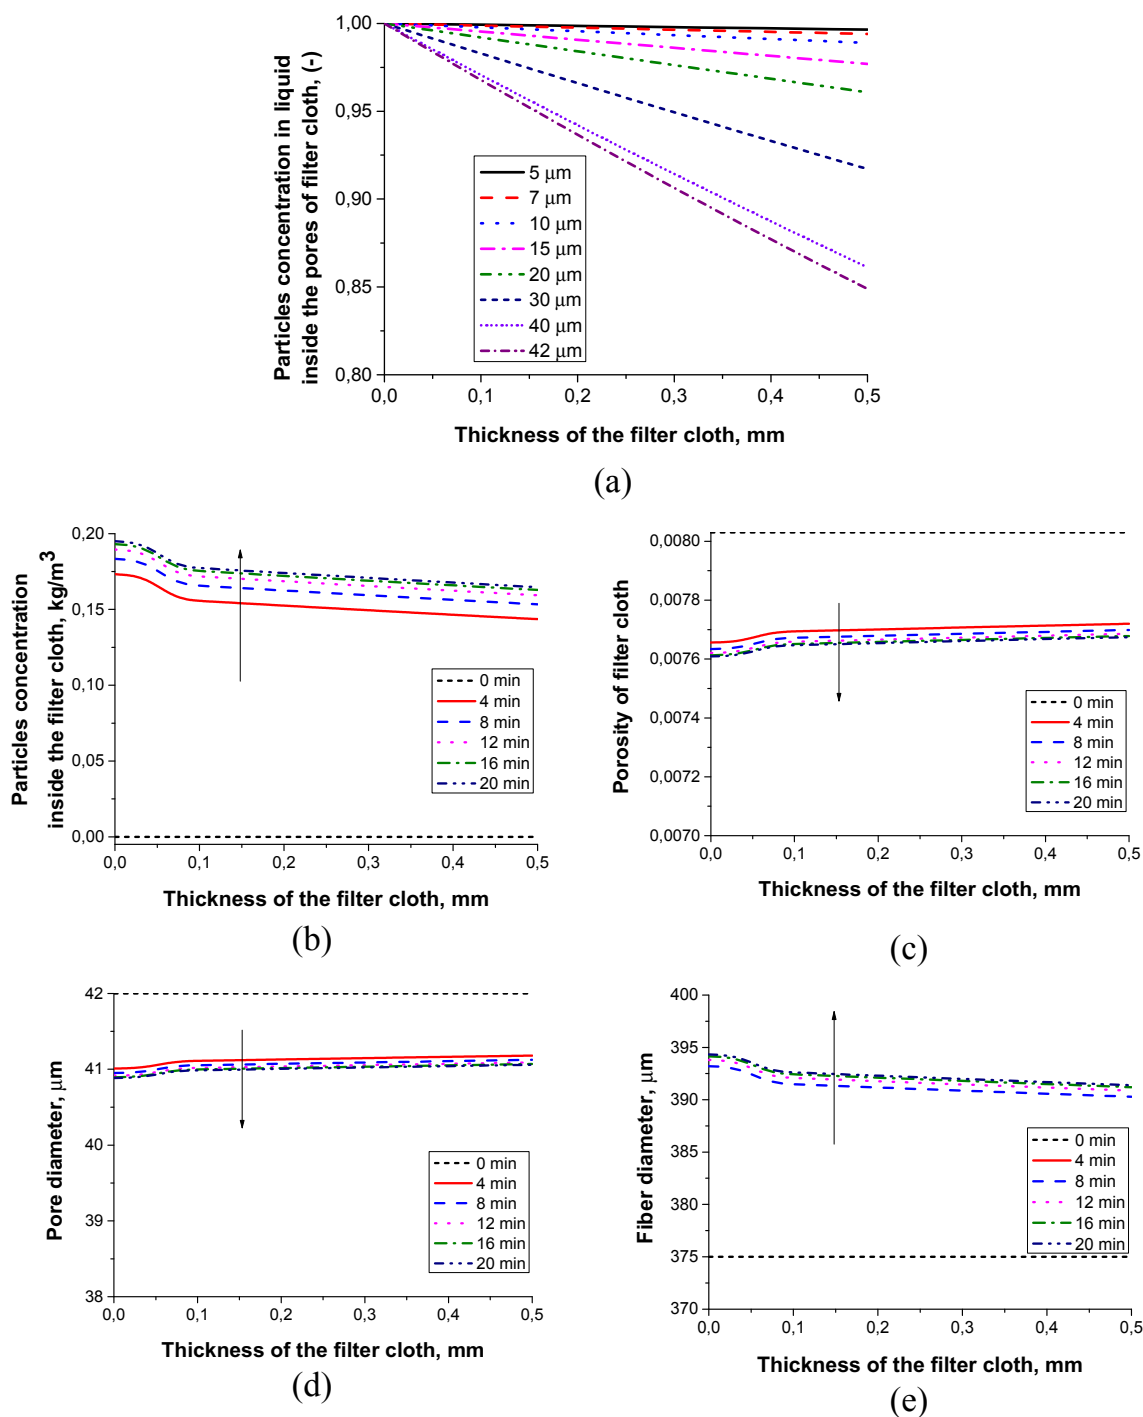 Particles concentration in liquid
inside the pores of filter cloth, (-)
1,00
0,95
0,90
0,85
0,80
5 μm
7 μm
10 μm
15 μm
20 μm
30 μm
40 μm
42 μm
0,0 0,1 0,2 0,3 0,4 0,5
Thickness of the filter cloth, mm
(a)
Particles concentration
inside the filter cloth, kg/m³
0,20
0,15
0,10
0,05
0,00
0 min
4 min
8 min
12 min
16 min
20 min
0,0 0,1 0,2 0,3 0,4 0,5
Thickness of the filter cloth, mm
(b)
Porosity of filter cloth
0,0080
0,0078
0,0076
0,0074
0,0072
0,0070
0 min
4 min
8 min
12 min
16 min
20 min
0,0 0,1 0,2 0,3 0,4 0,5
Thickness of the filter cloth, mm
(c)
Pore diameter, μm
42
41
40
39
38
0 min
4 min
8 min
12 min
16 min
20 min
0,0 0,1 0,2 0,3 0,4 0,5
Thickness of the filter cloth, mm
(d)
Fiber diameter, μm
400
395
390
385
380
375
370
0 min
4 min
8 min
12 min
16 min
20 min
0,0 0,1 0,2 0,3 0,4 0,5
Thickness of the filter cloth, mm
(e)